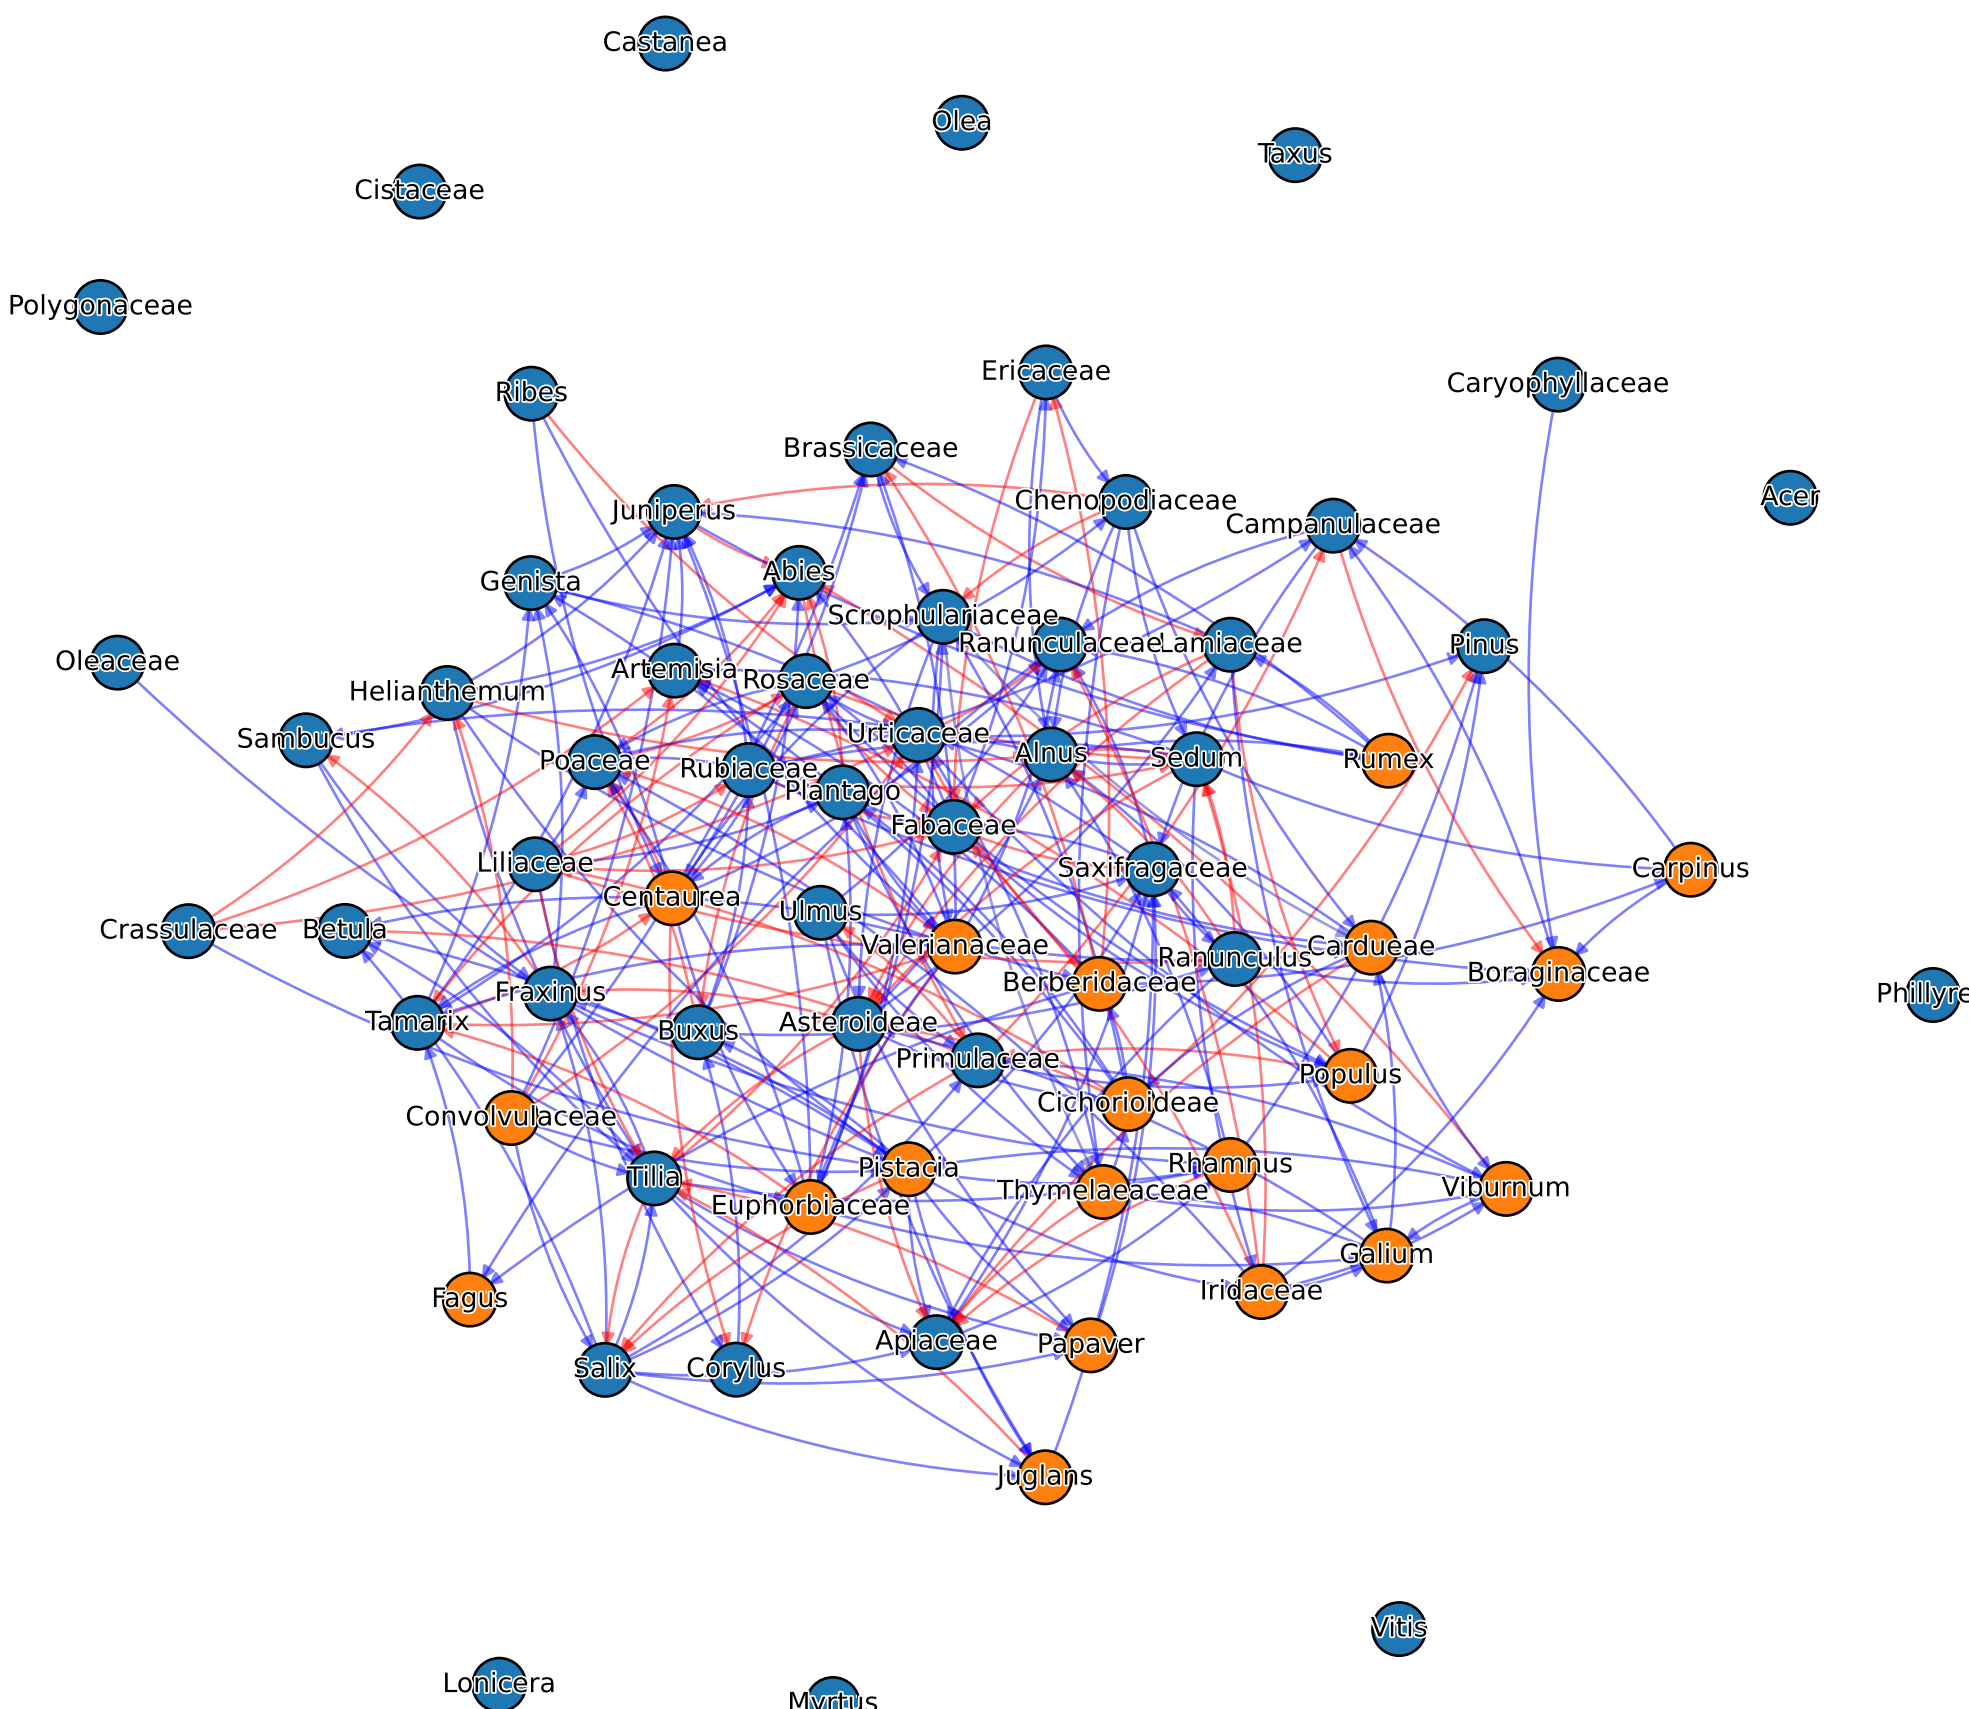 Castanea
Olea
Taxus
Cistaceae
Polygonaceae
Ericaceae
Caryophyllaceae
Ribes
Brassicaceae
Acer
Chenopodiaceae
Juniperus
Campanulaceae
Abies
Genista
Scrophulariaceae
Ranunculaceae
Lamiaceae
Pinus
Oleaceae
Artemisia
Rosaceae
Helianthemum
Urticaceae
Sambucus
Alnus
Sedum
Rumex
Poaceae
Rubiaceae
Plantago
Fabaceae
Liliaceae
Saxifragaceae
Carpinus
Centaurea
Ulmus
Crassulaceae
Betula
Valerianaceae
Ranunculus
Cardueae
Boraginaceae
Berberidaceae
Fraxinus
Phillyre
Tamarix
Buxus
Asteroideae
Primulaceae
Populus
Cichorioideae
Convolvulaceae
Tilia
Pistacia
Rhamnus
Thymelaeaceae
Viburnum
Euphorbiaceae
Galium
Iridaceae
Fagus
Apiaceae
Papaver
Salix
Corylus
Juglans
Vitis
Lonicera
Myrtus